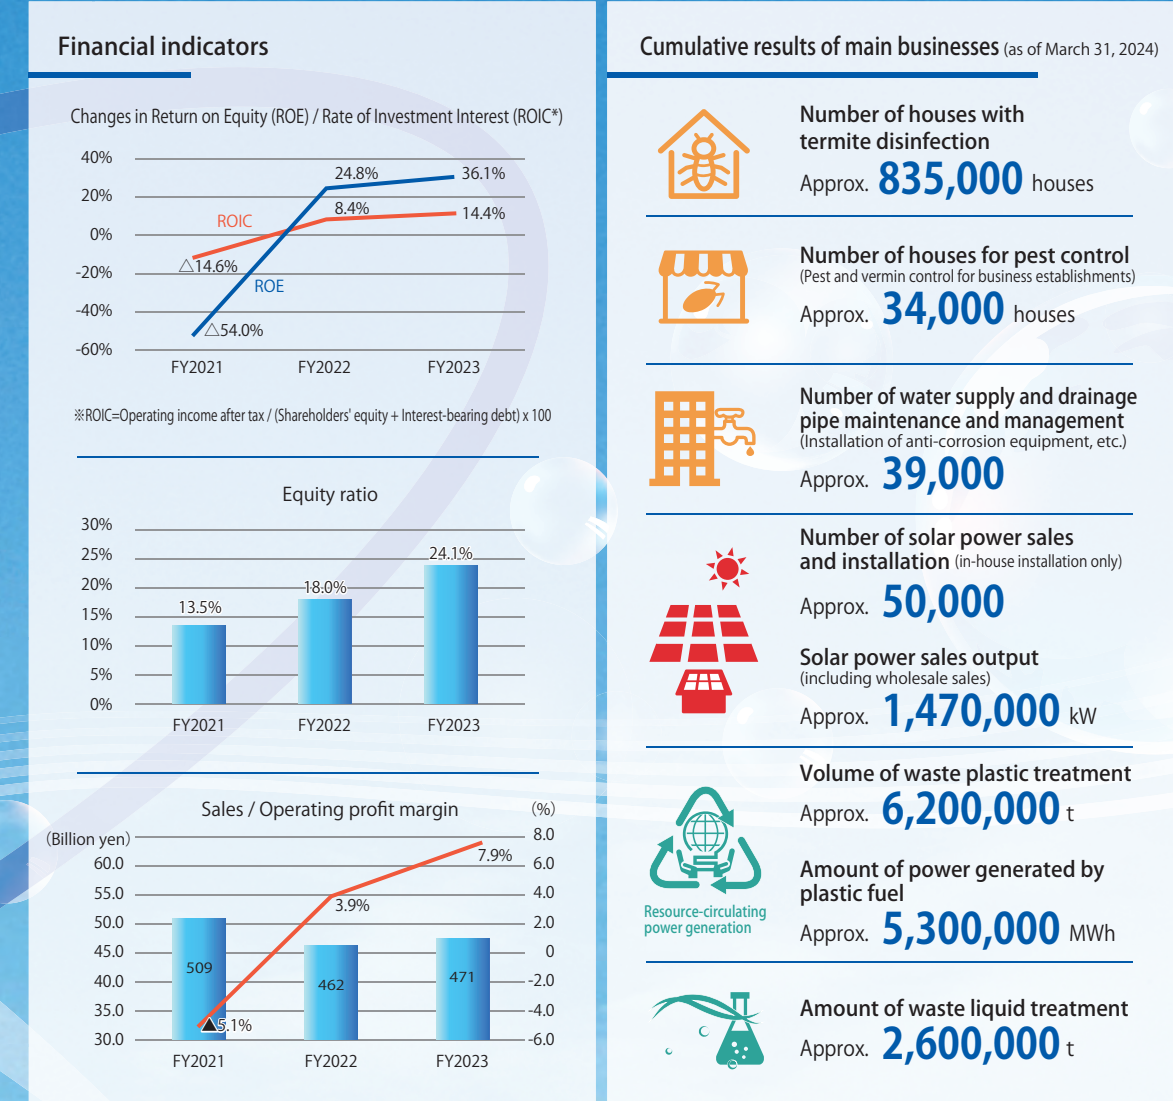 Financial indicators
Changes in Return on Equity (ROE) / Rate of Investment Interest (ROIC*)
40%
20%
0%
-20%
-40%
-60%
24.8%
36.1%
8.4%
14.4%
ROIC
△14.6%
ROE
△54.0%
FY2021
FY2022
FY2023
※ROIC=Operating income after tax / (Shareholders' equity + Interest-bearing debt) x 100
Equity ratio
30%
25%
20%
15%
10%
5%
0%
13.5%
18.0%
24.1%
FY2021
FY2022
FY2023
Sales / Operating profit margin
(%)
(Billion yen)
60.0
55.0
50.0
45.0
40.0
35.0
30.0
8.0
6.0
4.0
2.0
0
-2.0
-4.0
-6.0
7.9%
3.9%
▲5.1%
509
462
471
FY2021
FY2022
FY2023
Cumulative results of main businesses (as of March 31, 2024)
Number of houses with
termite disinfection
Approx. 835,000 houses
Number of houses for pest control
(Pest and vermin control for business establishments)
Approx. 34,000 houses
Number of water supply and drainage
pipe maintenance and management
(Installation of anti-corrosion equipment, etc.)
Approx. 39,000
Number of solar power sales
and installation (in-house installation only)
Approx. 50,000
Solar power sales output
(including wholesale sales)
Approx. 1,470,000 kW
Volume of waste plastic treatment
Approx. 6,200,000 t
Amount of power generated by
plastic fuel
Approx. 5,300,000 MWh
Resource-circulating
power generation
Amount of waste liquid treatment
Approx. 2,600,000 t